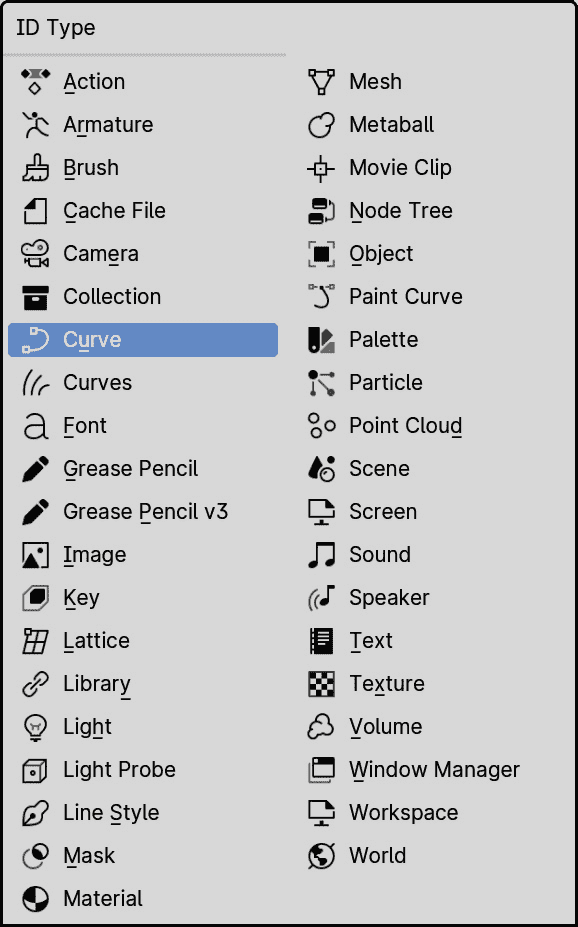 ID Type
Action
Armature
Brush
Cache File
Camera
Collection
Curve
Curves
Font
Grease Pencil
Grease Pencil v3
Image
Key
Lattice
Library
Light
Light Probe
Line Style
Mask
Material
Mesh
Metaball
Movie Clip
Node Tree
Object
Paint Curve
Palette
Particle
Point Cloud
Scene
Screen
Sound
Speaker
Text
Texture
Volume
Window Manager
Workspace
World